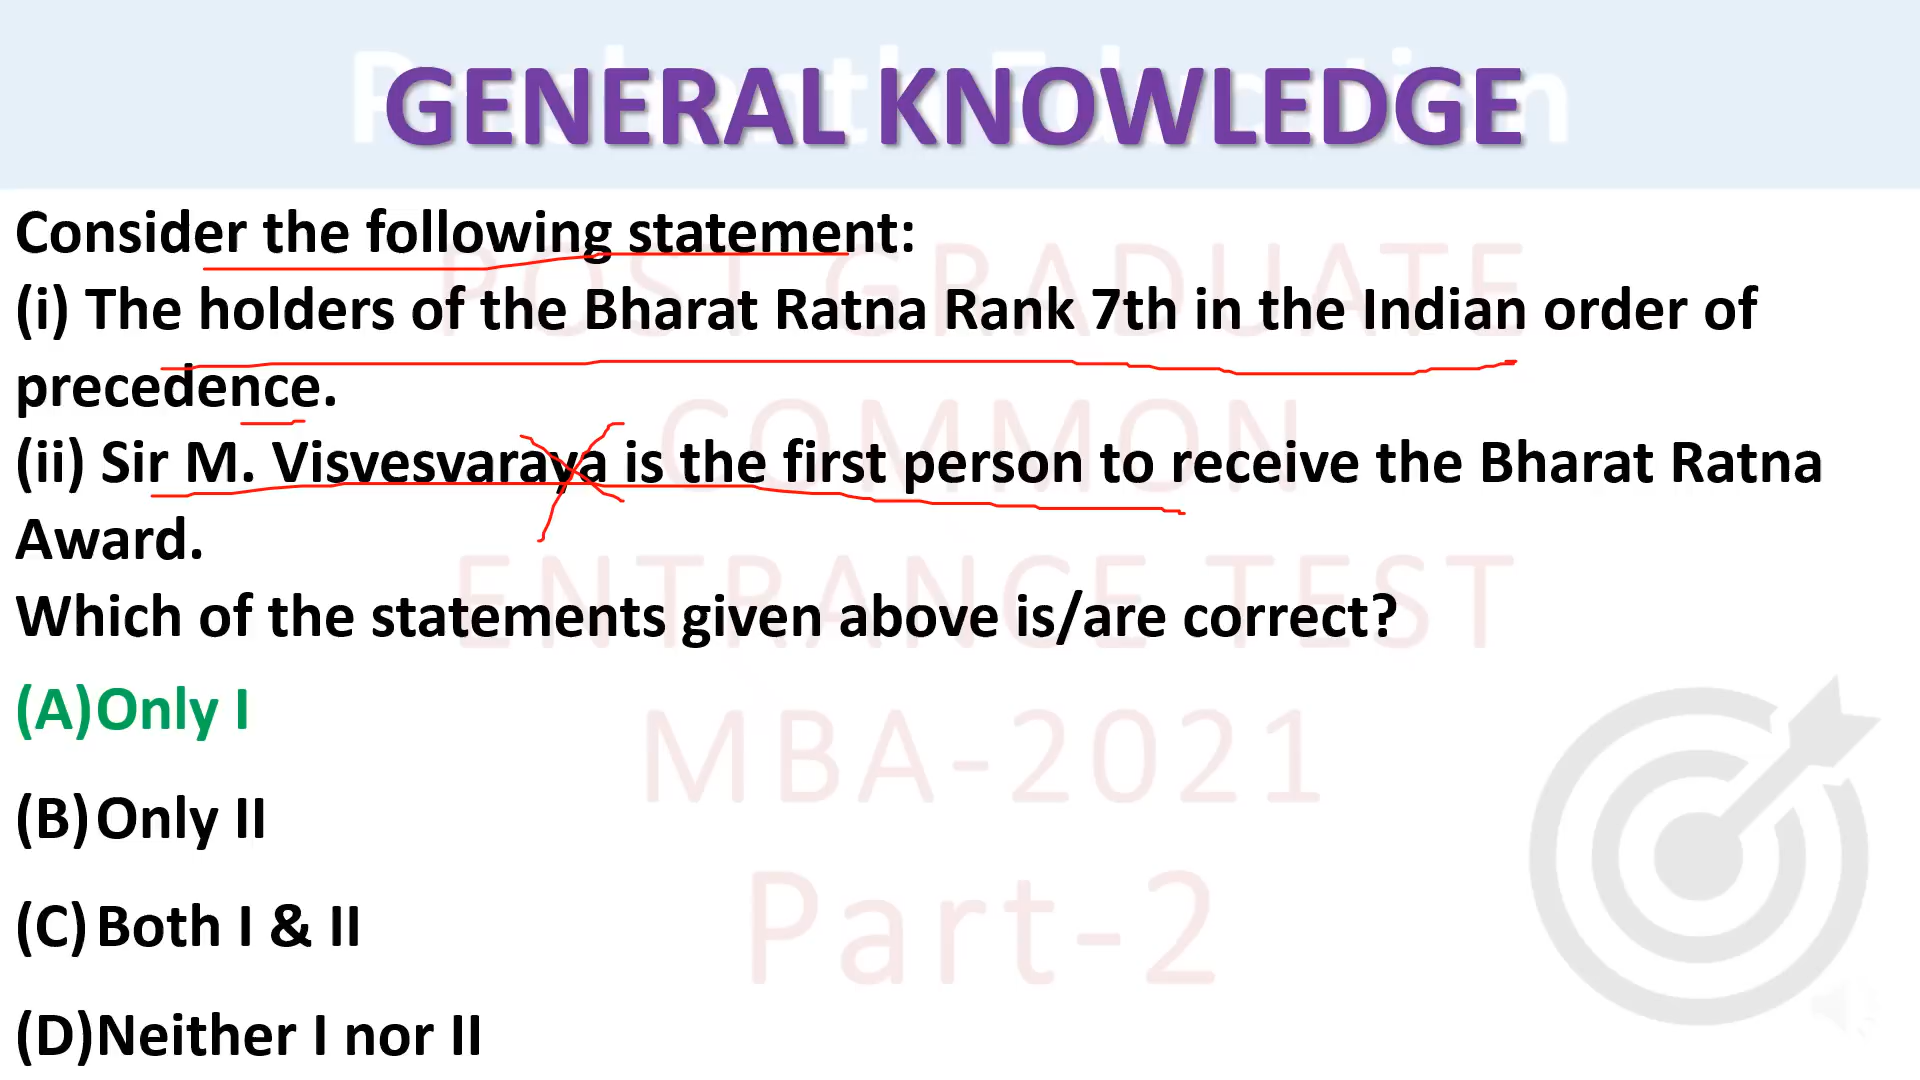 GENERAL KNOWLEDGE
Consider the following statement:
(i) The holders of the Bharat Ratna Rank 7th in the Indian order of
precedence.
(ii) Sir M. Visvesvaraya is the first person to receive the Bharat Ratna
Award.
Which of the statements given above is/are correct?
(A)Only I
(B)Only II
(C)Both I & II
(D)Neither I nor II
POST GRADUATE
COMMON
ENTRANCE TEST
MBA-2021
Part-2